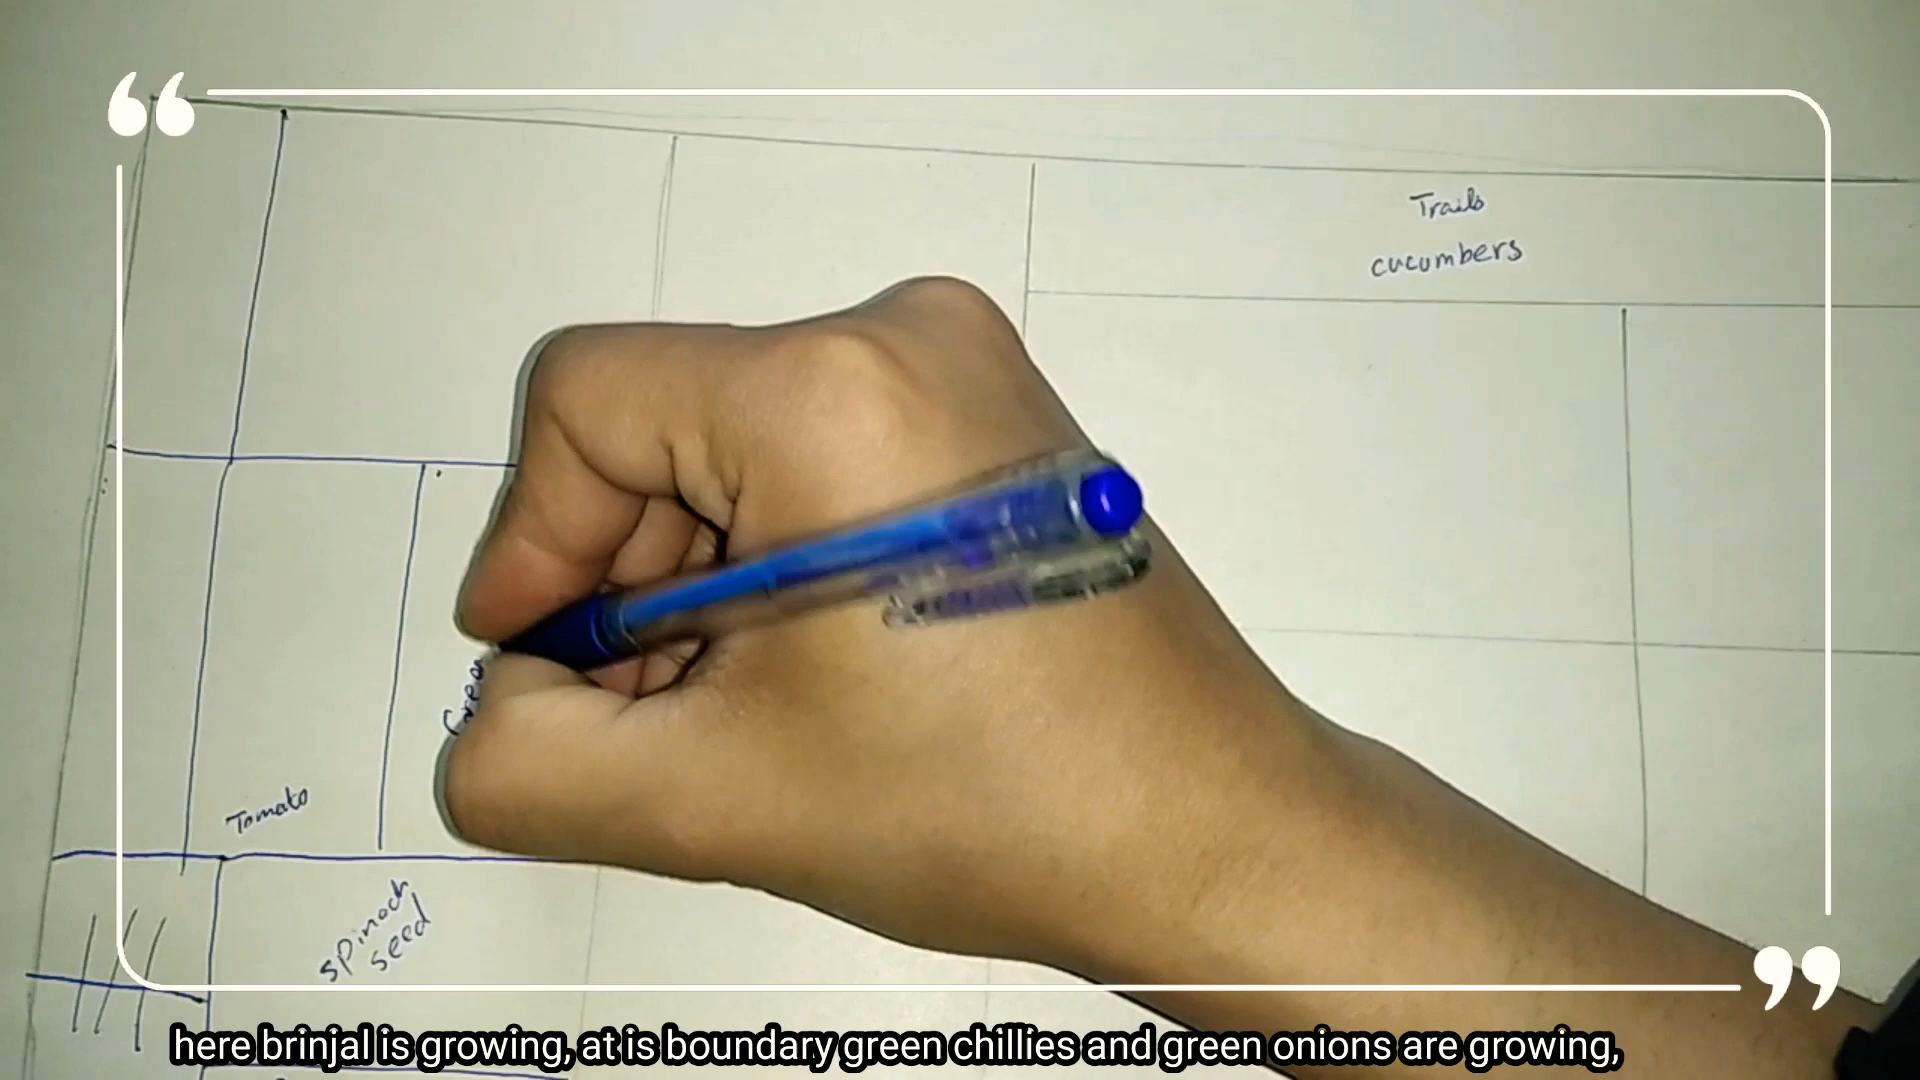 Trails
cucumbers
Green
Tomato
spinach
seed
here brinjal is growing, at is boundary green chillies and green onions are growing,